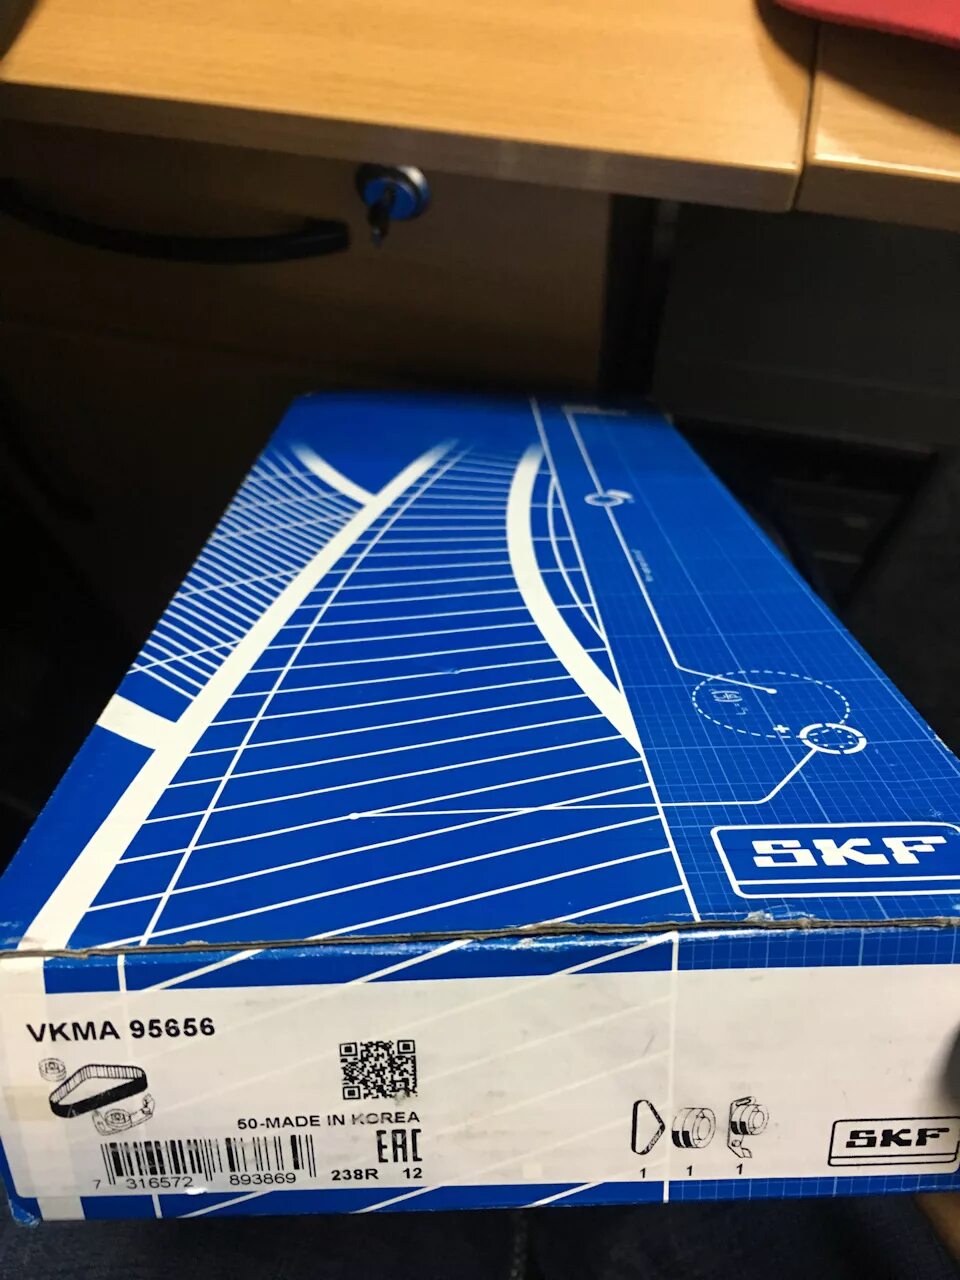 SKF
VKMA 95656
50-MADE IN KOREA
EAC
238R 12
7 316572 893869
1 1 1
SKF